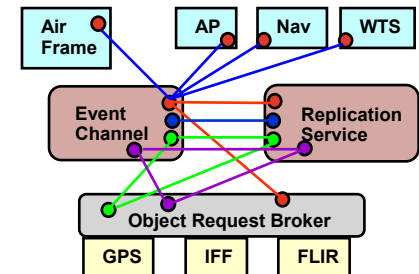 Air
Frame
AP
Nav
WTS
Event
Channel
Replication
Service
Object Request Broker
GPS
IFF
FLIR